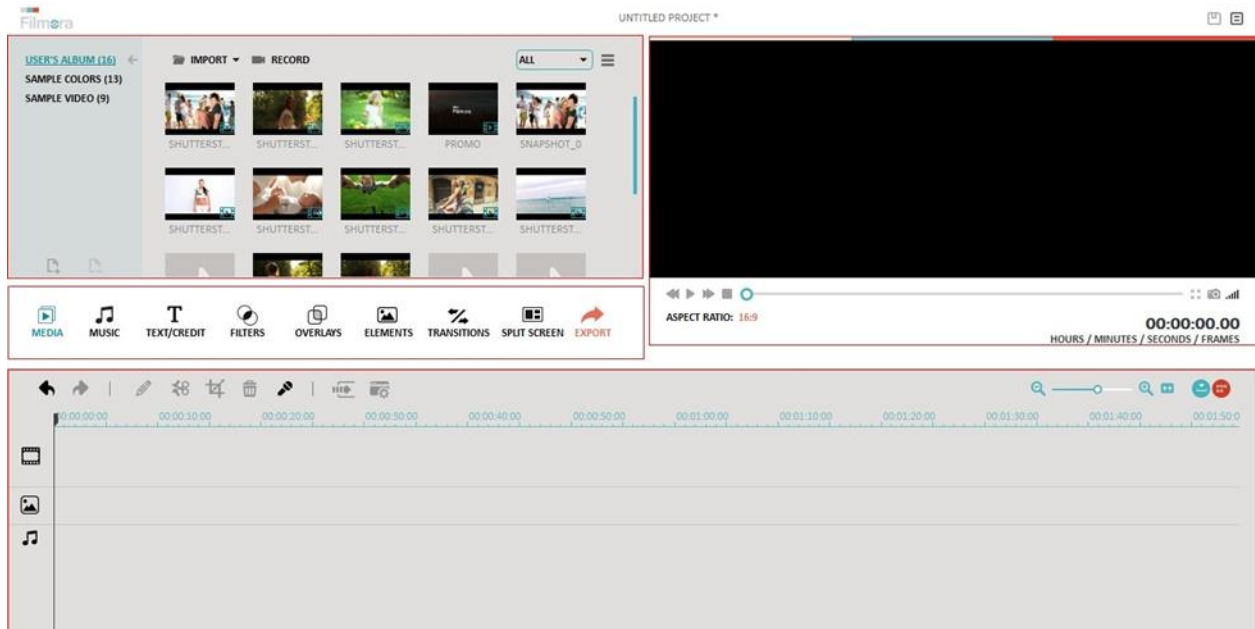 Filmora
UNTITLED PROJECT *
USER'S ALBUM (16)
SAMPLE COLORS (13)
SAMPLE VIDEO (9)
IMPORT
RECORD
ALL
SHUTTERST... SHUTTERST... SHUTTERST... PROMO SNAPSHOT_0
SHUTTERST... SHUTTERST... SHUTTERST... SHUTTERST... SHUTTERST...
MEDIA MUSIC TEXT/CREDIT FILTERS OVERLAYS ELEMENTS TRANSITIONS SPLIT SCREEN EXPORT
ASPECT RATIO: 16:9
00:00:00.00
HOURS / MINUTES / SECONDS / FRAMES
00:00:00:00 00:00:10:00 00:00:20:00 00:00:30:00 00:00:40:00 00:00:50:00 00:01:00:00 00:01:10:00 00:01:20:00 00:01:30:00 00:01:40:00 00:01:50:0